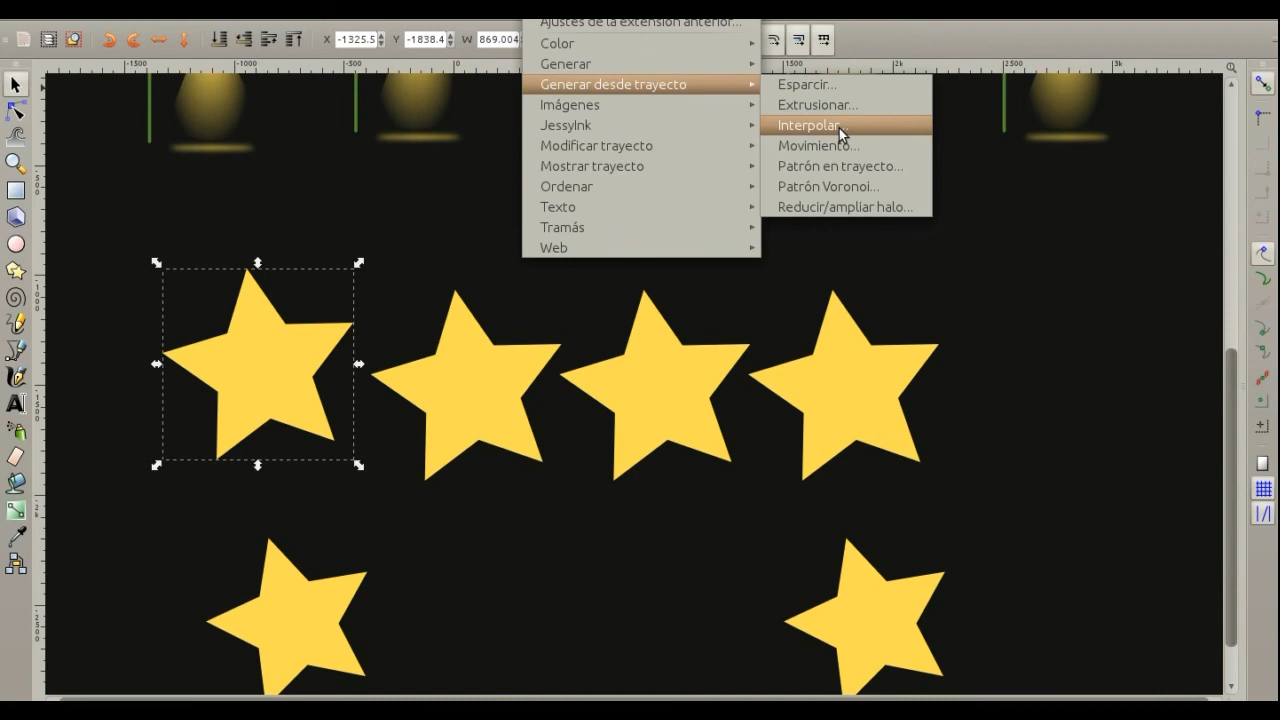 Ajustes de la extensión anterior...
X -1325.5 Y -1838.4 W 869.004
Color
Generar
Generar desde trayecto
Imágenes
JessyInk
Modificar trayecto
Mostrar trayecto
Ordenar
Texto
Tramás
Web
Esparcir...
Extrusionar...
Interpolar...
Movimiento...
Patrón en trayecto...
Patrón Voronoi...
Reducir/ampliar halo...
-1500 -1000 -500 0 1500 2k 2500 3k